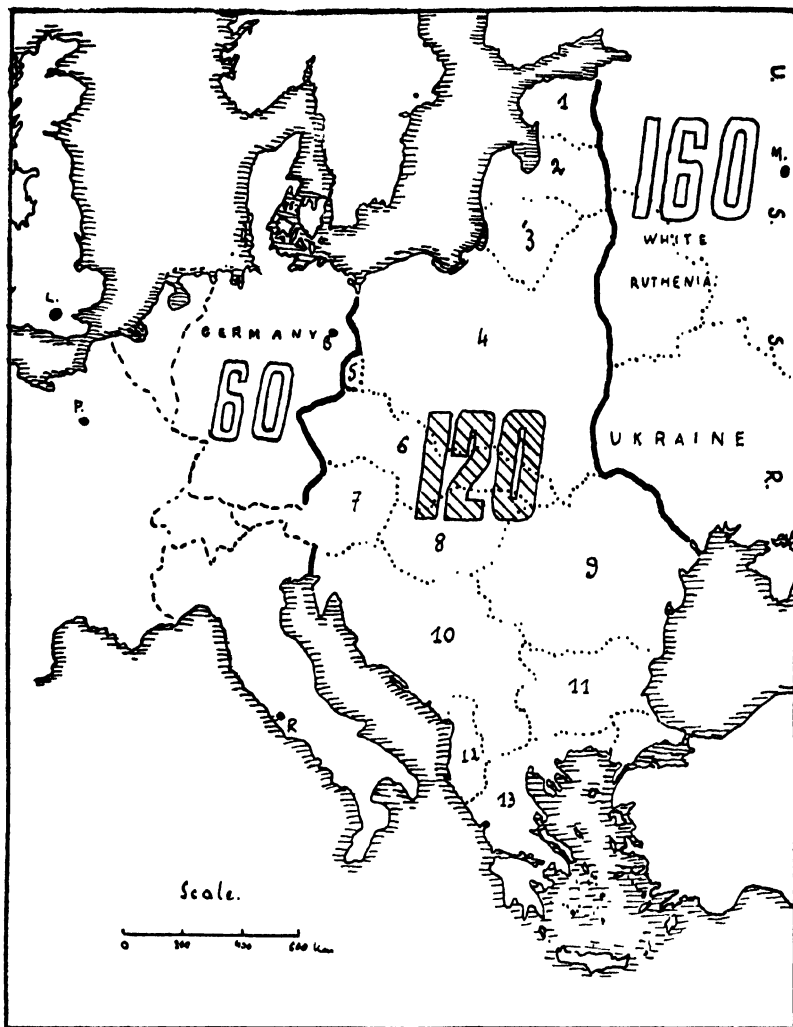 U.
1
M.
2
160
S.
3
WHITE
RUTHENIA
L.
GERMANY
B
4
S
5
60
P.
6
120
UKRAINE
R.
7
8
9
10
11
R
12
13
Scale.
0 200 400 600 km